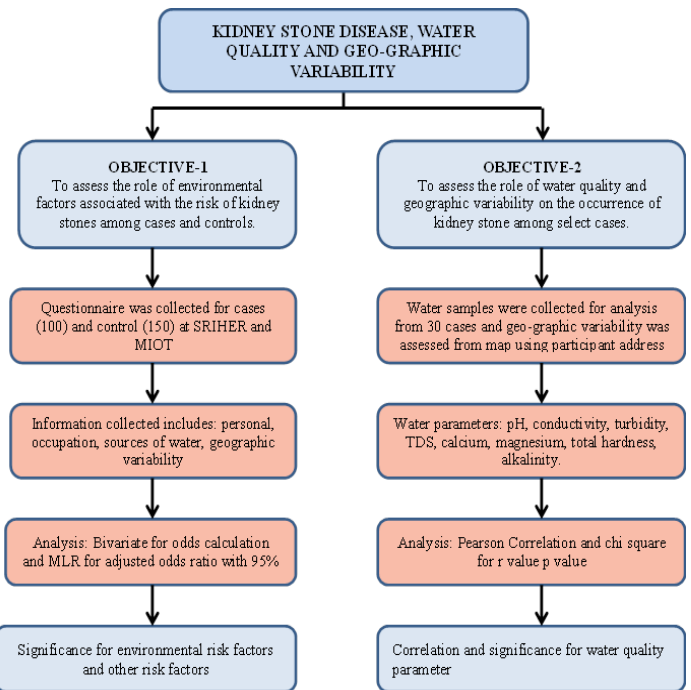 KIDNEY STONE DISEASE, WATER
QUALITY AND GEO-GRAPHIC
VARIABILITY
OBJECTIVE-1
To assess the role of environmental
factors associated with the risk of kidney
stones among cases and controls.
Questionnaire was collected for cases
(100) and control (150) at SRIHER and
MIOT
Information collected includes: personal,
occupation, sources of water, geographic
variability
Analysis: Bivariate for odds calculation
and MLR for adjusted odds ratio with 95%
Significance for environmental risk factors
and other risk factors
OBJECTIVE-2
To assess the role of water quality and
geographic variability on the occurrence of
kidney stone among select cases.
Water samples were collected for analysis
from 30 cases and geo-graphic variability was
assessed from map using participant address
Water parameters: pH, conductivity, turbidity,
TDS, calcium, magnesium, total hardness,
alkalinity.
Analysis: Pearson Correlation and chi square
for r value p value
Correlation and significance for water quality
parameter